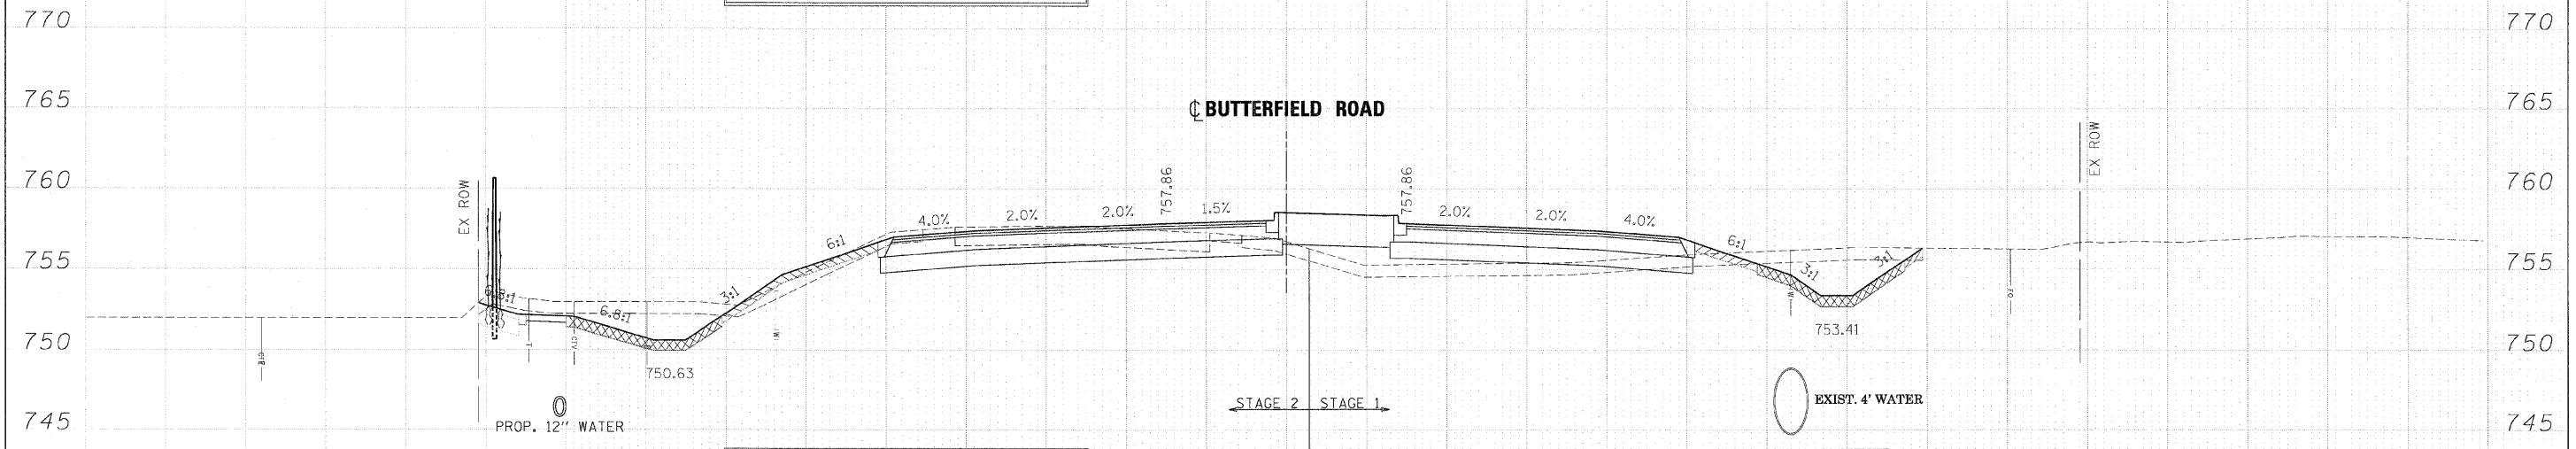 770 770
765 765
℄ BUTTERFIELD ROAD
EX ROW
760 760
EX ROW
757.86 757.86
4.0% 2.0% 2.0% 1.5% 2.0% 2.0% 4.0%
6:1 6:1
755 755
3:1 3:1 3:1
6.8:1 6.8:1
753.41
750 750
750.63
STAGE 2 STAGE 1
EXIST. 4' WATER
745 745
PROP. 12" WATER